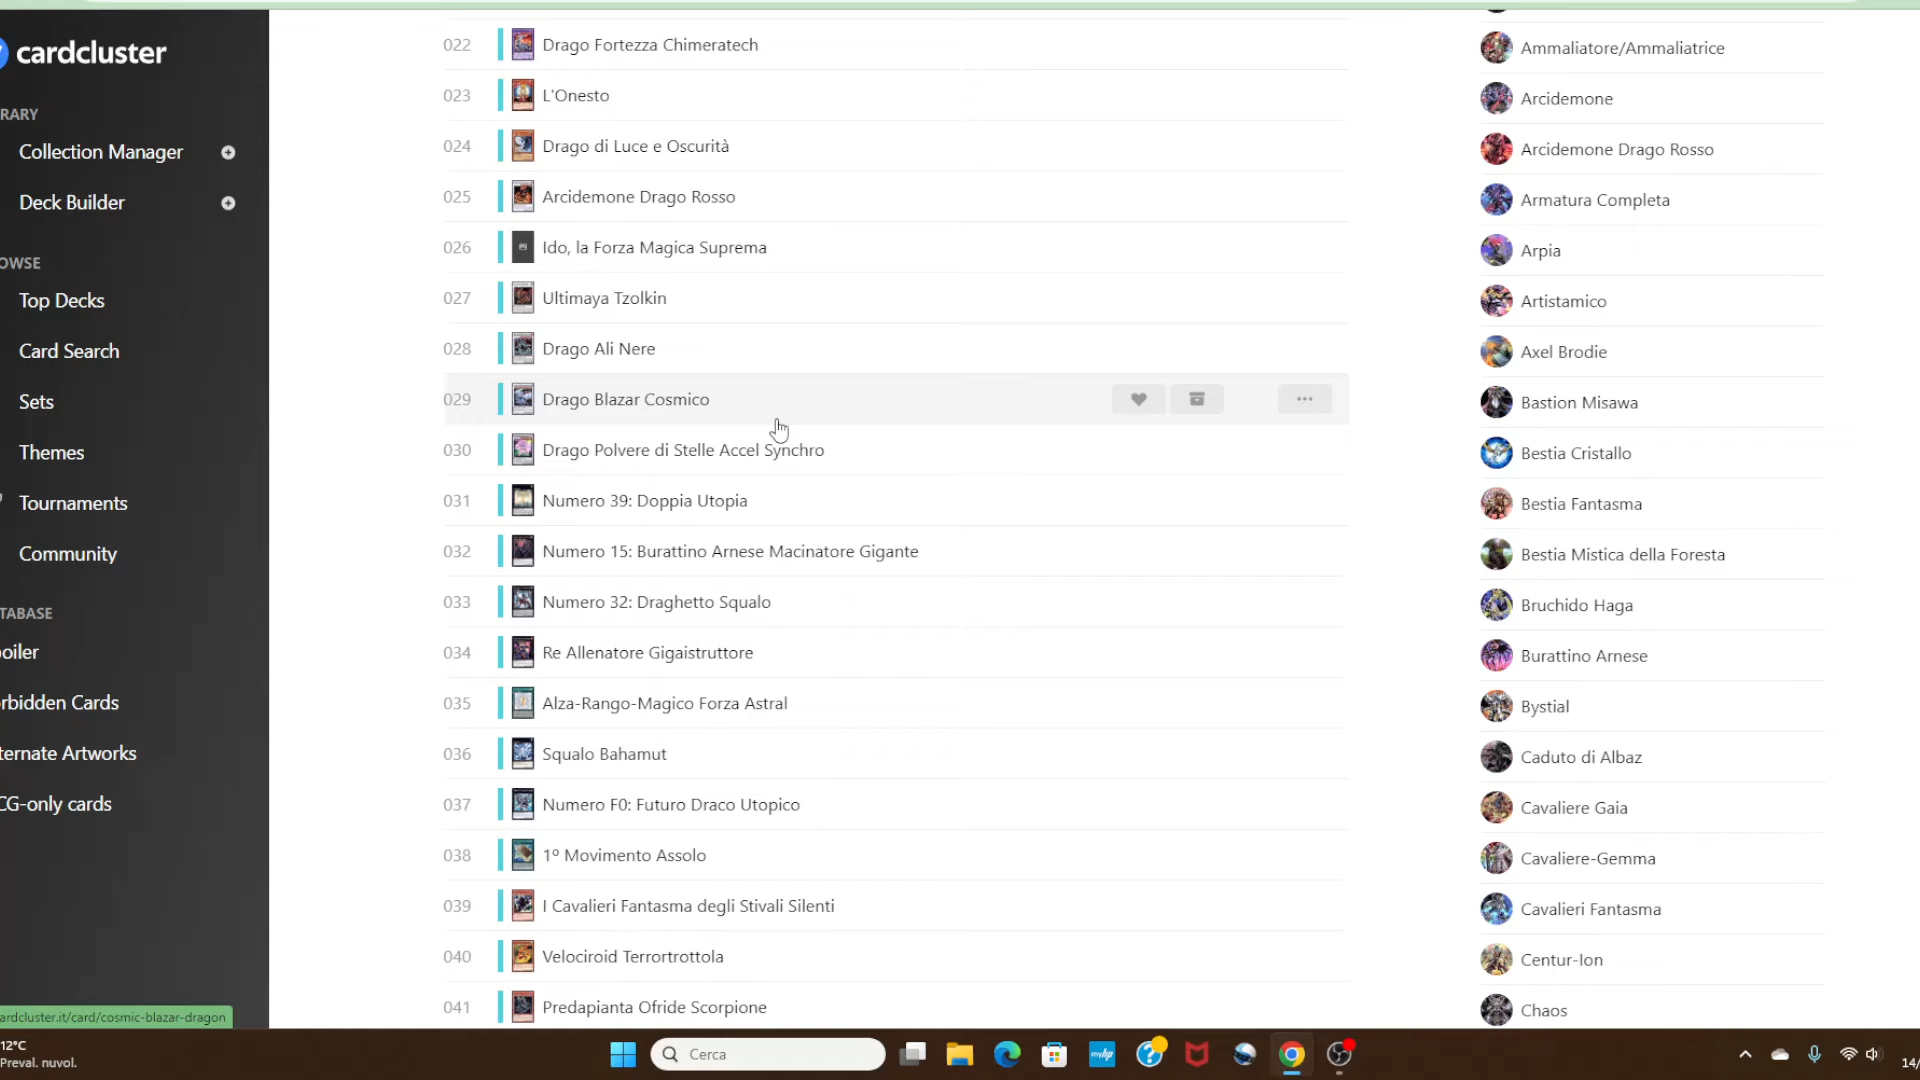 cardcluster
RARY
Collection Manager
Deck Builder
OWSE
Top Decks
Card Search
Sets
Themes
Tournaments
Community
TABASE
oiler
rbidden Cards
ternate Artworks
CG-only cards
022 Drago Fortezza Chimeratech
023 L'Onesto
024 Drago di Luce e Oscurità
025 Arcidemone Drago Rosso
026 Ido, la Forza Magica Suprema
027 Ultimaya Tzolkin
028 Drago Ali Nere
029 Drago Blazar Cosmico
030 Drago Polvere di Stelle Accel Synchro
031 Numero 39: Doppia Utopia
032 Numero 15: Burattino Arnese Macinatore Gigante
033 Numero 32: Draghetto Squalo
034 Re Allenatore Gigaistruttore
035 Alza-Rango-Magico Forza Astral
036 Squalo Bahamut
037 Numero F0: Futuro Draco Utopico
038 1º Movimento Assolo
039 I Cavalieri Fantasma degli Stivali Silenti
040 Velociroid Terrortrottola
041 Predapianta Ofride Scorpione
Ammaliatore/Ammaliatrice
Arcidemone
Arcidemone Drago Rosso
Armatura Completa
Arpia
Artistamico
Axel Brodie
Bastion Misawa
Bestia Cristallo
Bestia Fantasma
Bestia Mistica della Foresta
Bruchido Haga
Burattino Arnese
Bystial
Caduto di Albaz
Cavaliere Gaia
Cavaliere-Gemma
Cavalieri Fantasma
Centur-Ion
Chaos
ardcluster.it/card/cosmic-blazar-dragon
12°C
Preval. nuvol.
Cerca
myhp
14/